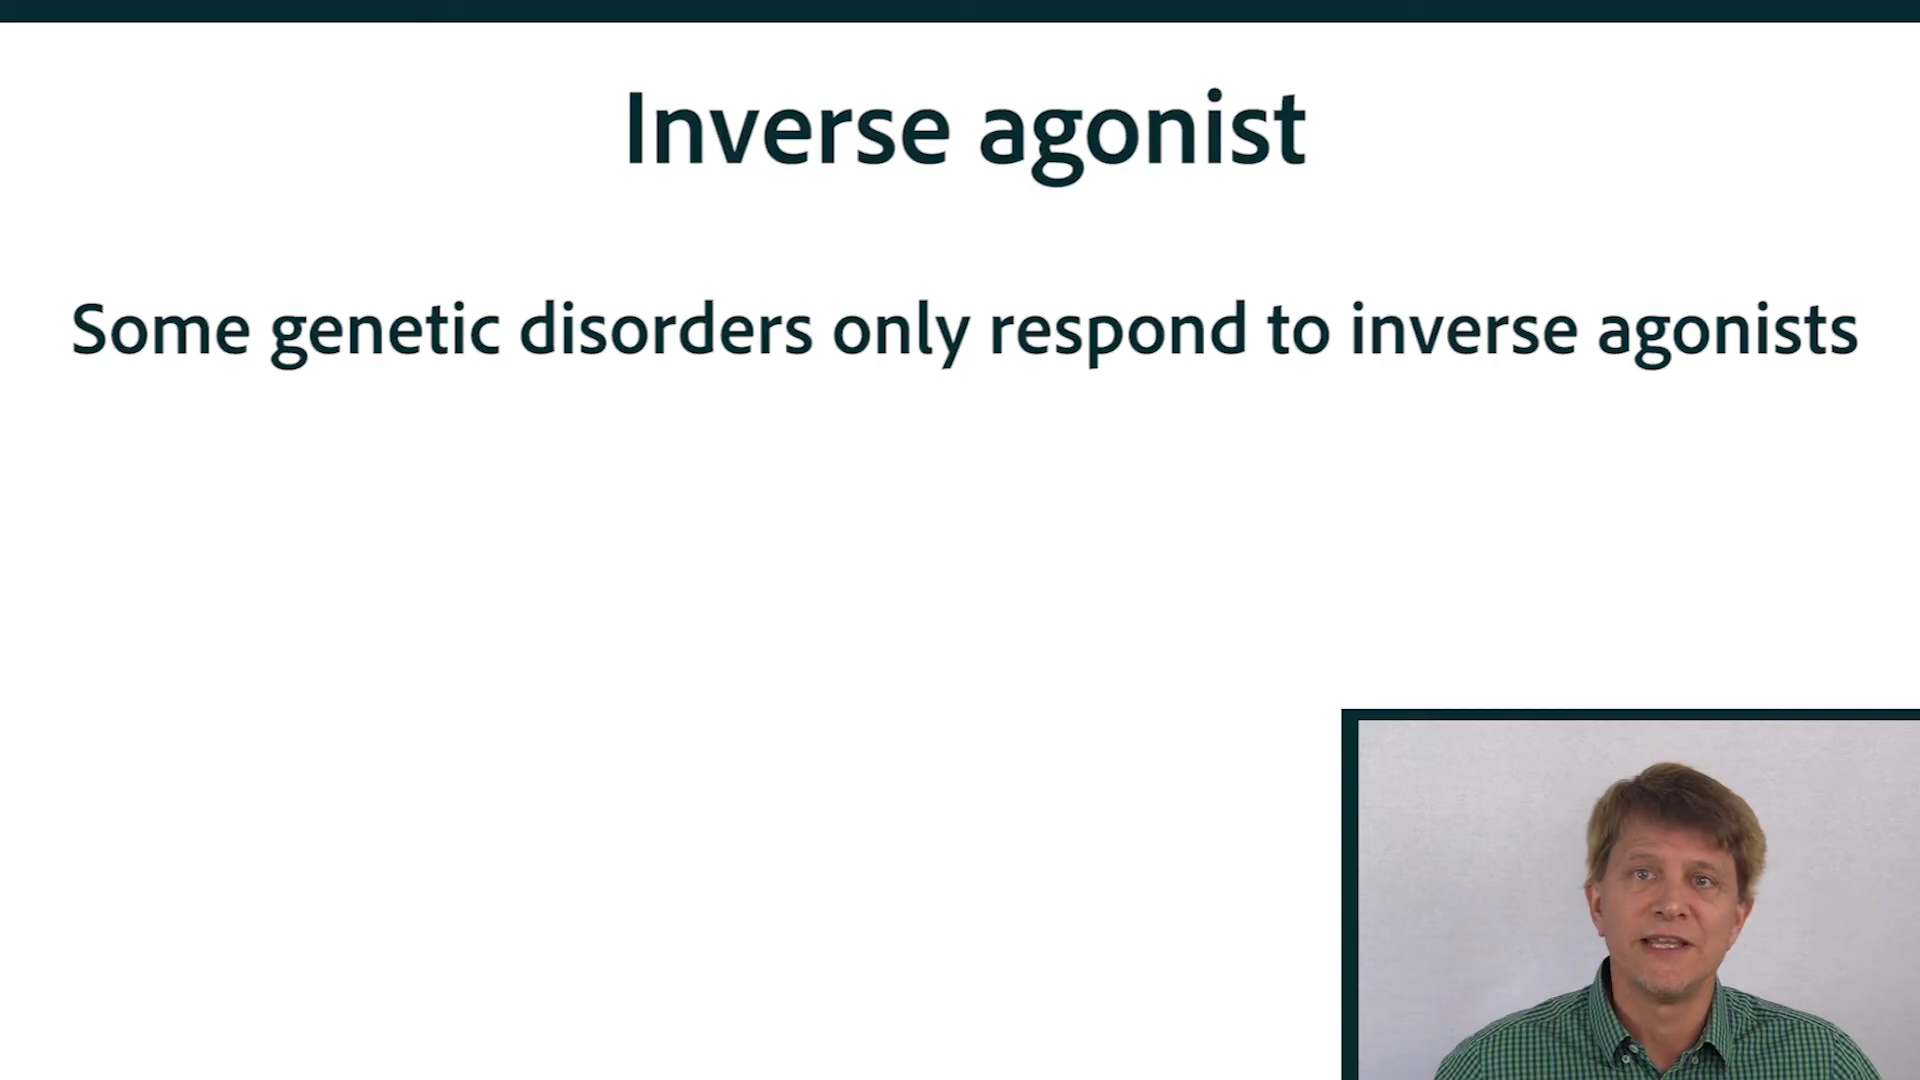 Inverse agonist
Some genetic disorders only respond to inverse agonists